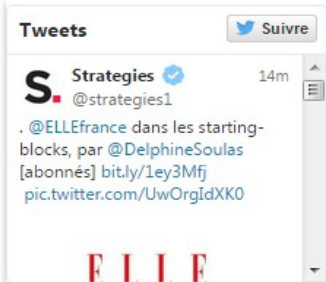 Tweets
Suivre
S.
Strategies
14m
@strategies1
. @ELLEfrance dans les starting-
blocks, par @DelphineSoulas
[abonnés] bit.ly/1ey3Mfj
pic.twitter.com/UwOrgIdXK0
ELLE